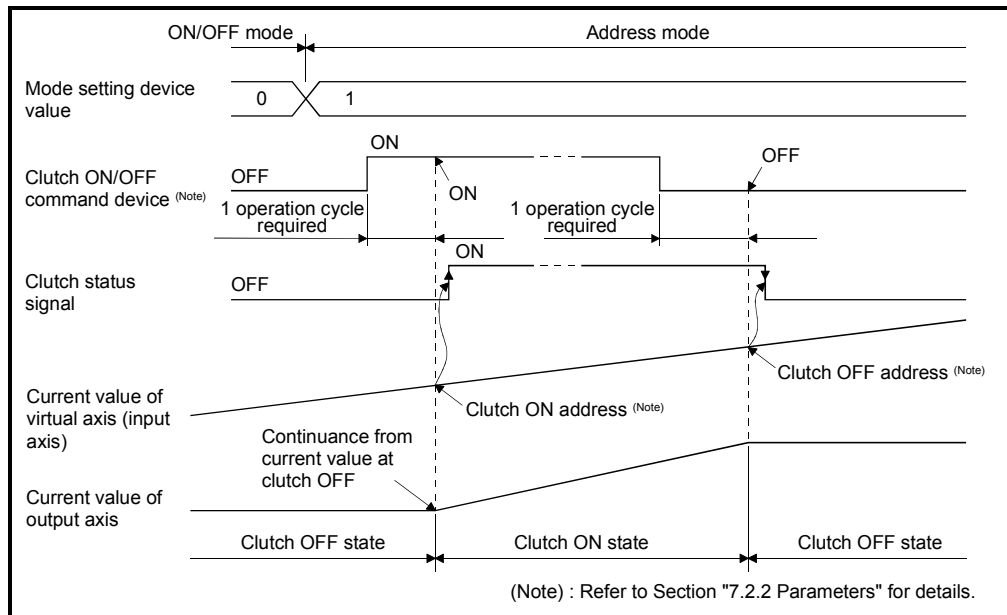 ON/OFF mode
Address mode
Mode setting device
value
0
1
ON
OFF
Clutch ON/OFF
command device (Note)
OFF
ON
1 operation cycle
required
1 operation cycle
required
ON
Clutch status
signal
OFF
Clutch OFF address (Note)
Current value of
virtual axis (input
axis)
Clutch ON address (Note)
Continuance from
current value at
clutch OFF
Current value of
output axis
Clutch OFF state
Clutch ON state
Clutch OFF state
(Note) : Refer to Section "7.2.2 Parameters" for details.